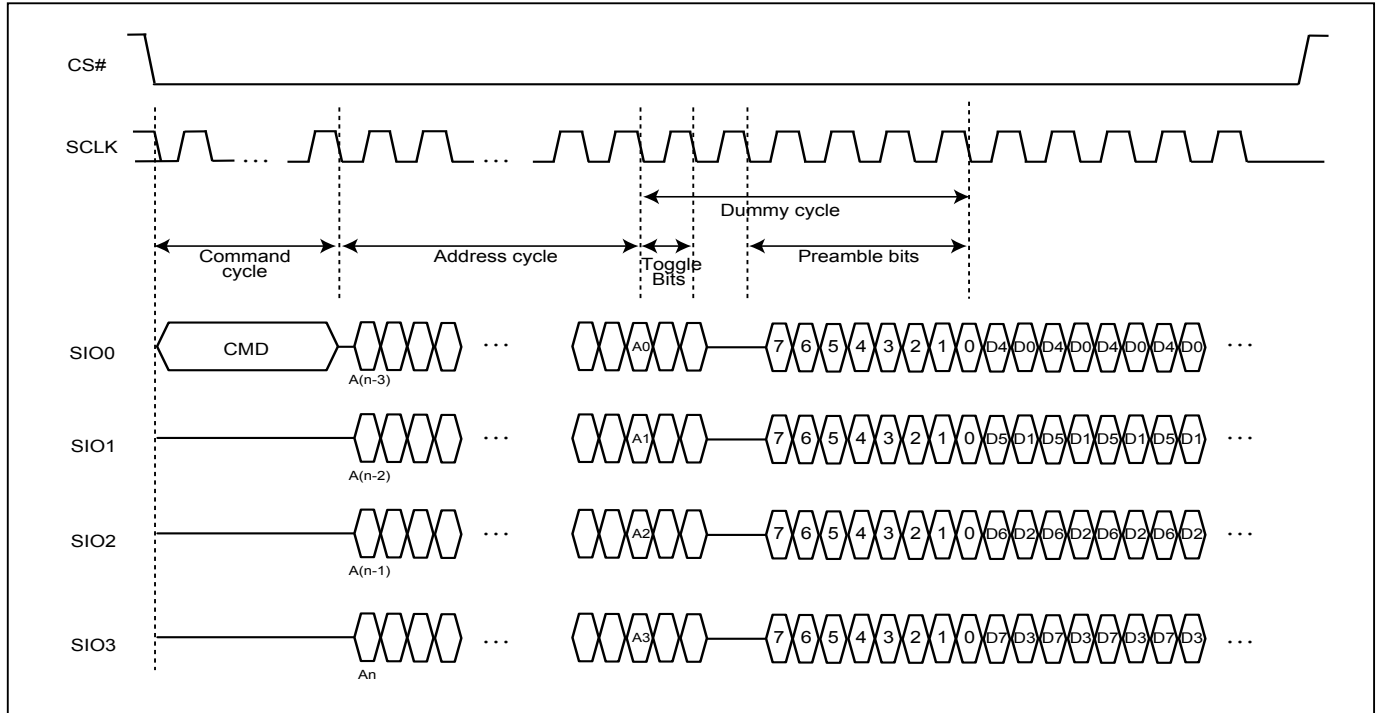 CS#
SCLK ... ...
Dummy cycle
Command cycle
Address cycle
Toggle Bits
Preamble bits
SIO0 CMD ... A0 7 6 5 4 3 2 1 0 D4 D0 D4 D0 D4 D0 D4 D0 ...
A(n-3)
SIO1 ... A1 7 6 5 4 3 2 1 0 D5 D1 D5 D1 D5 D1 D5 D1 ...
A(n-2)
SIO2 ... A2 7 6 5 4 3 2 1 0 D6 D2 D6 D2 D6 D2 D6 D2 ...
A(n-1)
SIO3 ... A3 7 6 5 4 3 2 1 0 D7 D3 D7 D3 D7 D3 D7 D3 ...
An